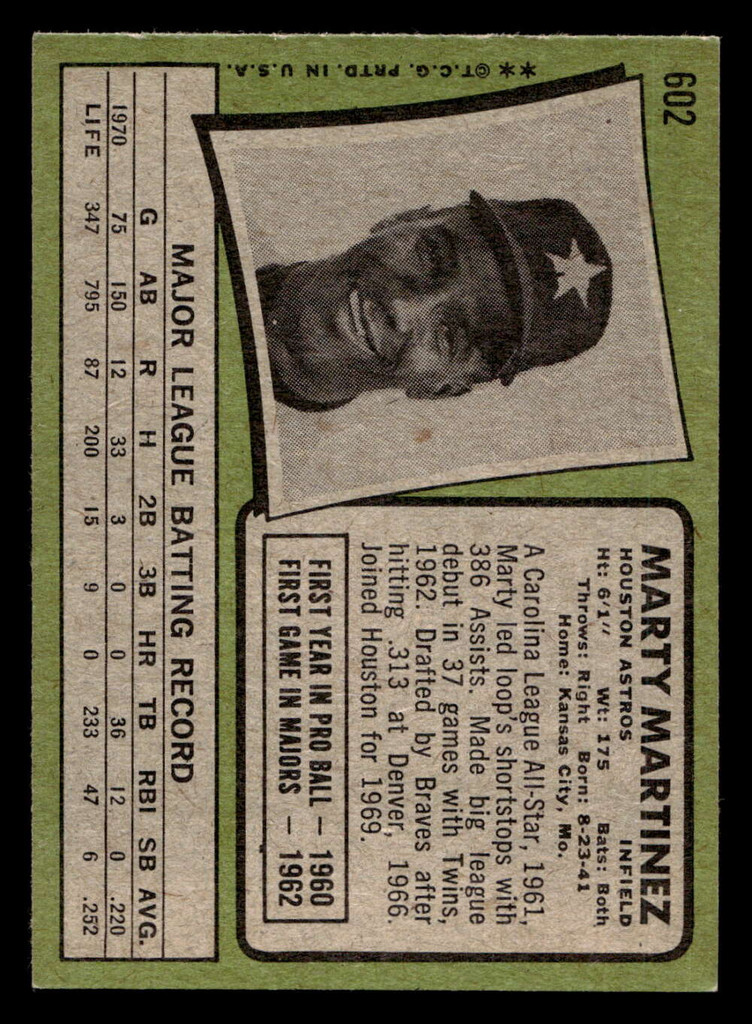 602
**©T.C.G. PRTD. IN U.S.A.
MARTY MARTINEZ
HOUSTON ASTROS INFIELD
Ht: 6'1" Wt: 175 Bats: Both
Throws: Right Born: 8-23-41
Home: Kansas City, Mo.
A Carolina League All-Star, 1961,
Marty led loop's shortstops with
386 Assists. Made big league
debut in 37 games with Twins,
1962. Drafted by Braves after
hitting .313 at Denver, 1966.
Joined Houston for 1969.
FIRST YEAR IN PRO BALL — 1960
FIRST GAME IN MAJORS — 1962
MAJOR LEAGUE BATTING RECORD
G AB R H 2B 3B HR TB RBI SB AVG.
1970 75 150 12 33 3 0 0 36 12 0 .220
LIFE 347 795 87 200 15 9 0 233 47 6 .252